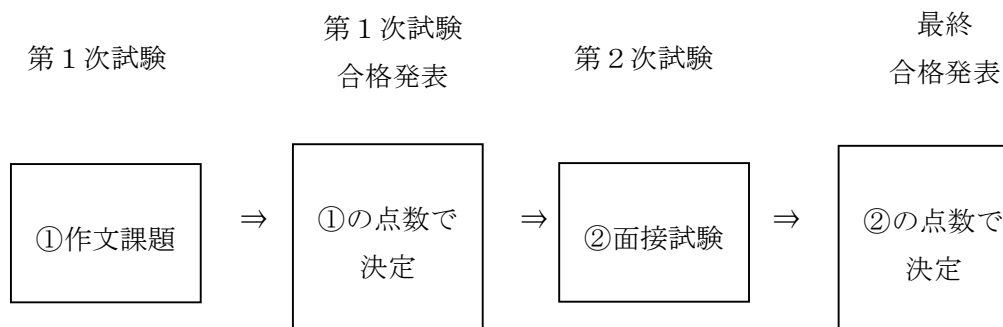 第１次試験
第１次試験
合格発表
第２次試験
最終
合格発表
①作文課題
⇒
①の点数で
決定
⇒
②面接試験
⇒
②の点数で
決定